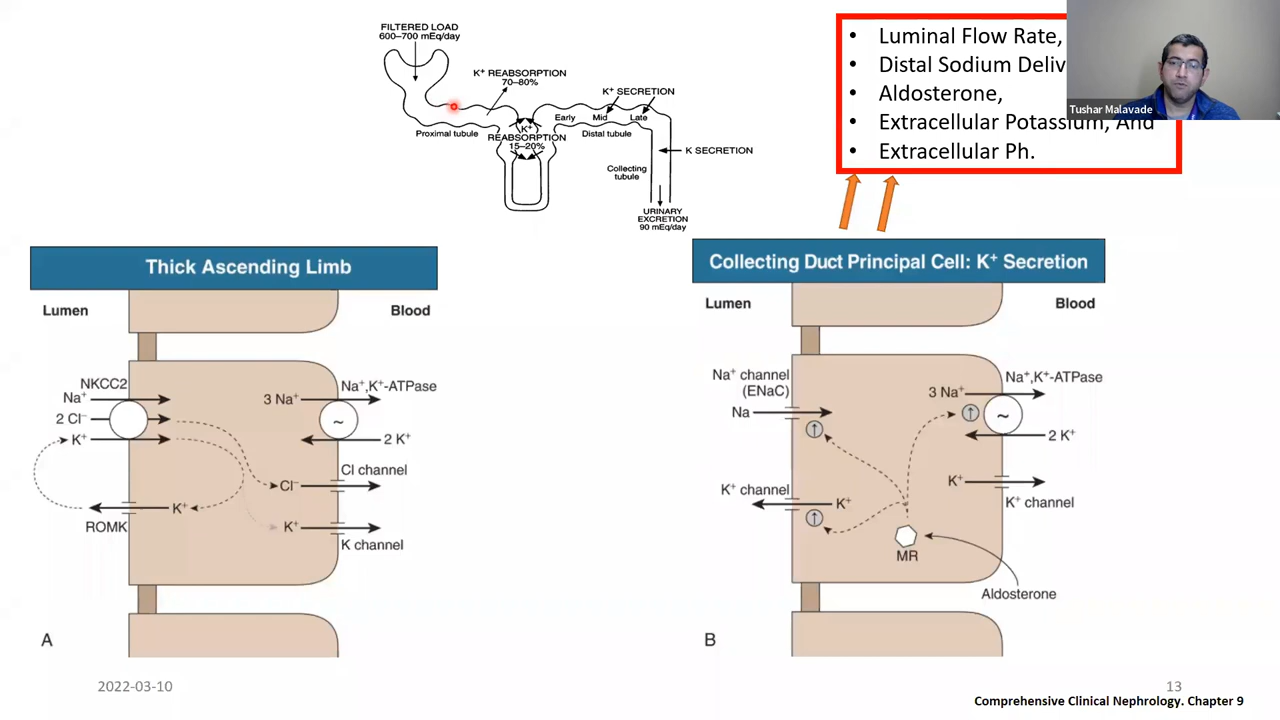 FILTERED LOAD
600–700 mEq/day
K⁺ REABSORPTION
70–80%
K⁺ SECRETION
Early Mid Late
Proximal tubule
K⁺
REABSORPTION
15–20%
Distal tubule
K SECRETION
Collecting
tubule
URINARY
EXCRETION
90 mEq/day
• Luminal Flow Rate,
• Distal Sodium Deliv
• Aldosterone,
• Extracellular Potassium, And
• Extracellular Ph.
Tushar Malavade
Thick Ascending Limb
Lumen
Blood
NKCC2
Na⁺
2 Cl⁻
K⁺
3 Na⁺
Na⁺,K⁺-ATPase
~
2 K⁺
Cl channel
Cl⁻
K⁺
ROMK
K⁺
K channel
A
Collecting Duct Principal Cell: K⁺ Secretion
Lumen
Blood
Na⁺ channel
(ENaC)
Na
3 Na⁺
Na⁺,K⁺-ATPase
~
2 K⁺
K⁺ channel
K⁺
K⁺
K⁺ channel
MR
Aldosterone
B
2022-03-10
13
Comprehensive Clinical Nephrology. Chapter 9